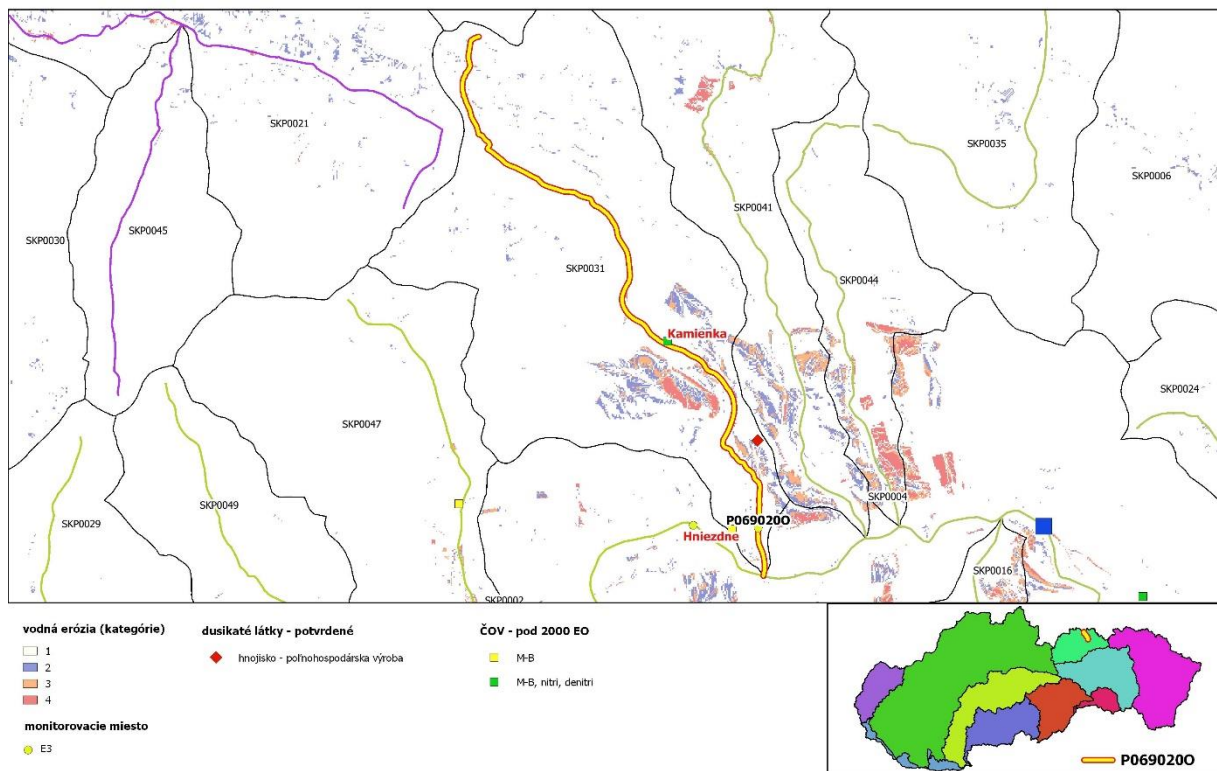 SKP0021
SKP0035
SKP0006
SKP0041
SKP0030
SKP0045
SKP0031
SKP0044
Kamienka
SKP0024
SKP0047
SKP0004
SKP0049
SKP0029
P069020O
Hniezdne
SKP0016
SKP0002
vodná erózia (kategórie)
1
2
3
4
monitorovacie miesto
E3
dusikaté látky - potvrdené
hnojisko - poľnohospodárska výroba
ČOV - pod 2000 EO
M-B
M-B, nitri, denitri
P069020O